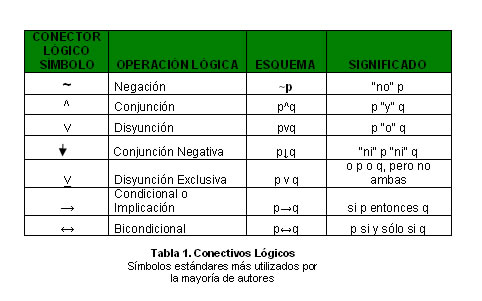 CONECTOR LÓGICO SÍMBOLO OPERACIÓN LÓGICA ESQUEMA SIGNIFICADO
~ Negación ~p "no" p
^ Conjunción p^q p "y" q
∨ Disyunción pvq p "o" q
↓ Conjunción Negativa p↓q "ni" p "ni" q
⊻ Disyunción Exclusiva p v q o p o q, pero no ambas
→ Condicional o Implicación p→q si p entonces q
↔ Bicondicional p↔q p si y sólo si q
Tabla 1. Conectivos Lógicos
Símbolos estándares más utilizados por
la mayoría de autores